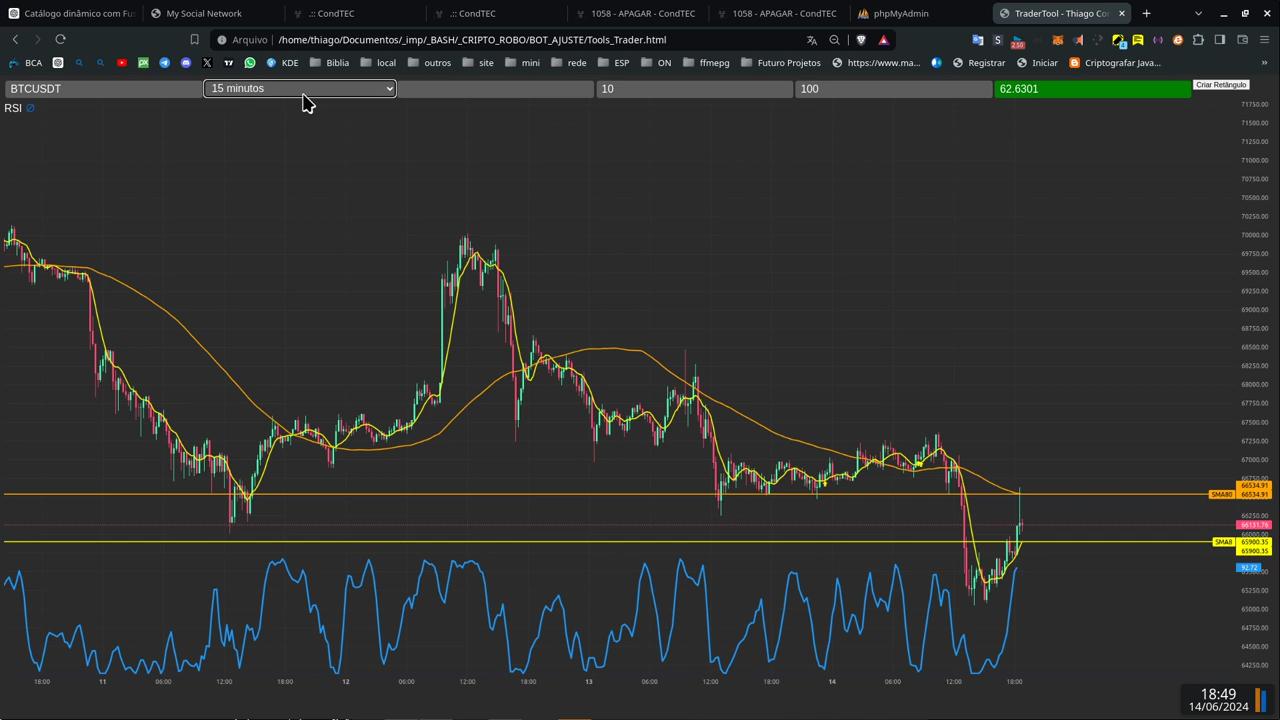 Catálogo dinâmico com Fu
My Social Network
.:: CondTEC
.:: CondTEC
1058 - APAGAR - CondTEC
1058 - APAGAR - CondTEC
phpMyAdmin
TraderTool - Thiago Co
Arquivo
/home/thiago/Documentos/_imp/_BASH/_CRIPTO_ROBO/BOT_AJUSTE/Tools_Trader.html
2.50
4
BCA
KDE
Biblia
local
outros
site
mini
rede
ESP
ON
ffmepg
Futuro Projetos
https://www.ma...
Registrar
Iniciar
Criptografar Java...
BTCUSDT
15 minutos
10
100
62.6301
Criar Retângulo
RSI
71750.00
71500.00
71250.00
71000.00
70750.00
70500.00
70250.00
70000.00
69750.00
69500.00
69250.00
69000.00
68750.00
68500.00
68250.00
68000.00
67750.00
67500.00
67250.00
67000.00
66534.91
SMA80
66534.91
66250.00
66131.76
66000.00
SMA8
65900.35
65900.35
92.72
65250.00
65000.00
64750.00
64500.00
64250.00
18:00
11
06:00
12:00
18:00
12
06:00
12:00
18:00
13
06:00
12:00
18:00
14
06:00
12:00
18:00
18:49
14/06/2024